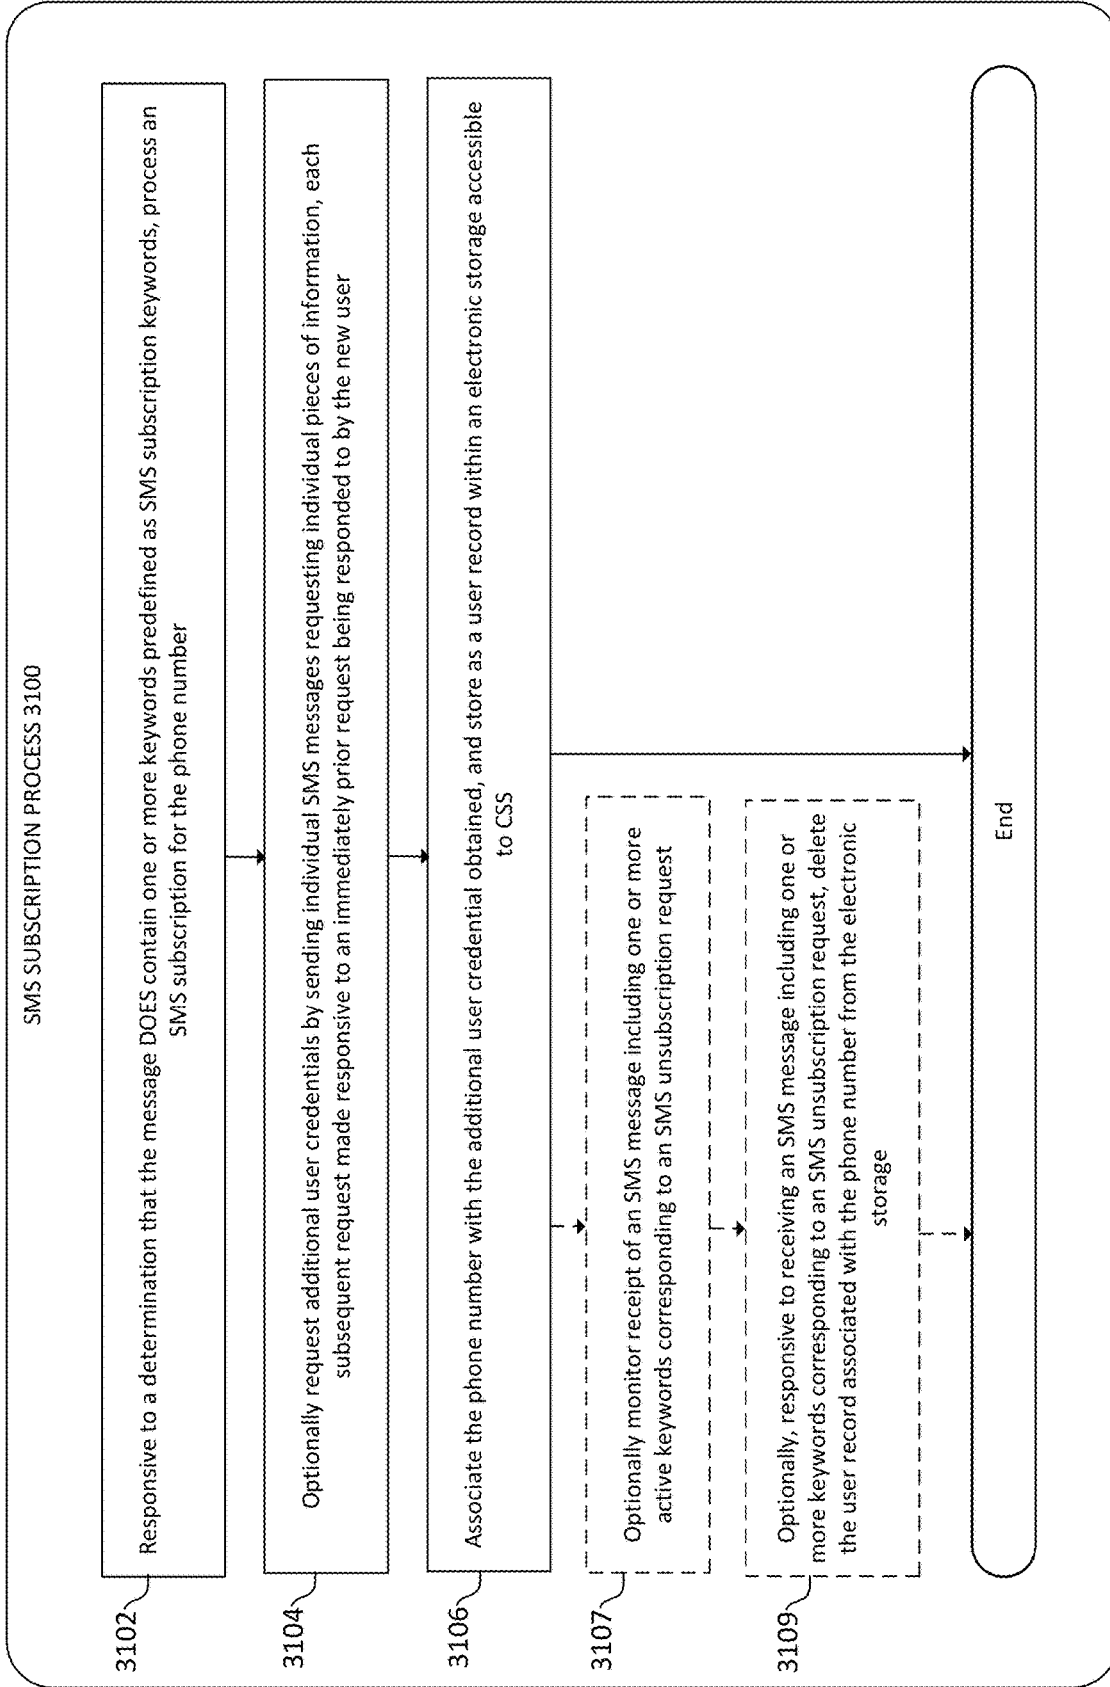 SMS SUBSCRIPTION PROCESS 3100
3102
Responsive to a determination that the message DOES contain one or more keywords predefined as SMS subscription keywords, process an
SMS subscription for the phone number
3104
Optionally request additional user credentials by sending individual SMS messages requesting individual pieces of information, each
subsequent request made responsive to an immediately prior request being responded to by the new user
3106
Associate the phone number with the additional user credential obtained, and store as a user record within an electronic storage accessible
to CSS
3107
Optionally monitor receipt of an SMS message including one or more
active keywords corresponding to an SMS unsubscription request
3109
Optionally, responsive to receiving an SMS message including one or
more keywords corresponding to an SMS unsubscription request, delete
the user record associated with the phone number from the electronic
storage
End